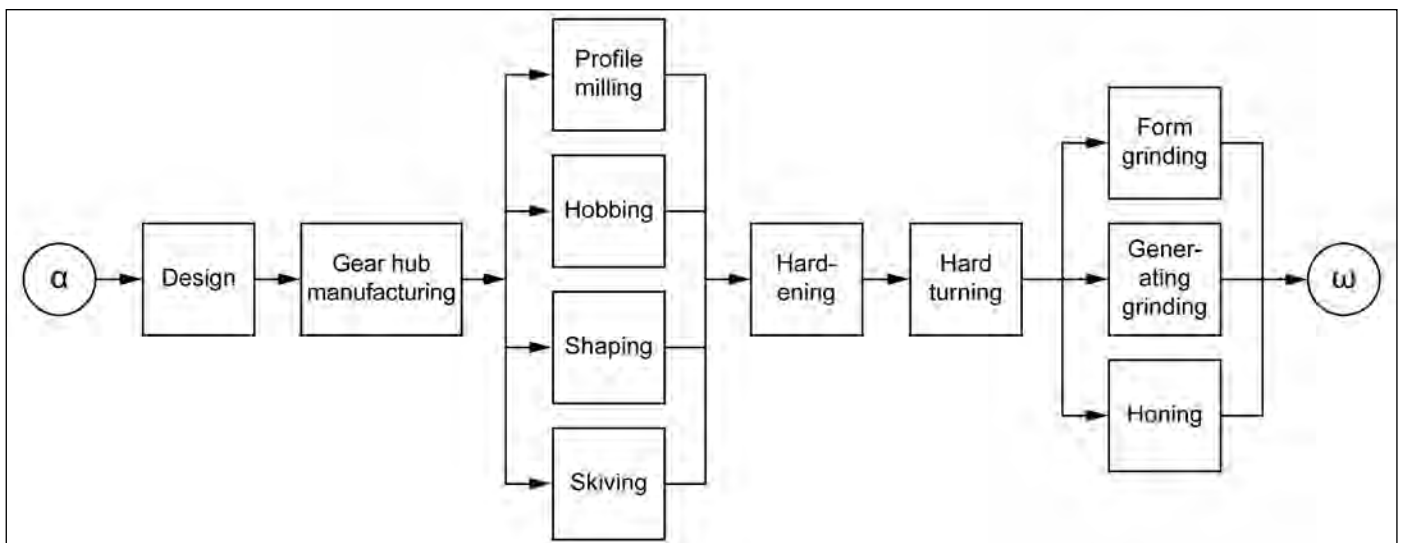 α
Design
Gear hub
manufacturing
Profile
milling
Hobbing
Shaping
Skiving
Hard-
ening
Hard
turning
Form
grinding
Gener-
ating
grinding
Honing
ω